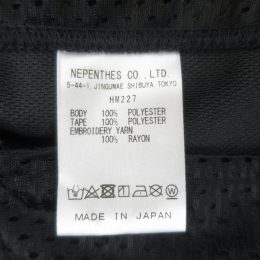 NEPENTHES CO., LTD.
5-44-1, JINGUMAE SHIBUYA, TOKYO
HM227
BODY 100% POLYESTER
TAPE 100% POLYESTER
EMBROIDERY YARN
100% RAYON
MADE IN JAPAN